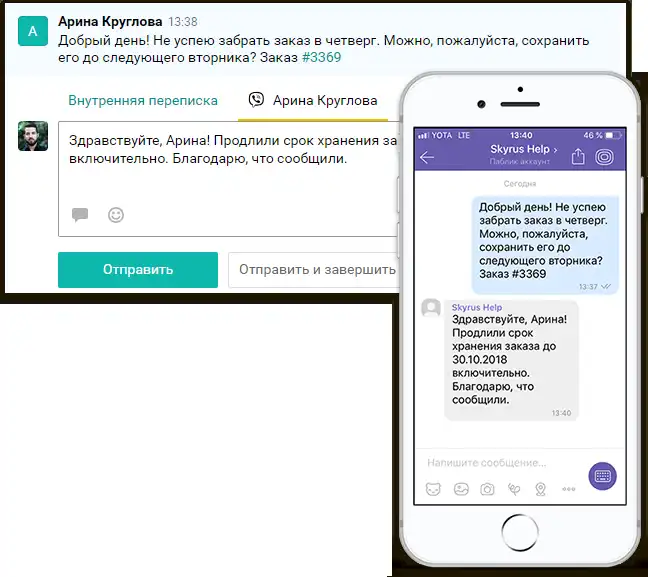 А
Арина Круглова 13:38
Добрый день! Не успею забрать заказ в четверг. Можно, пожалуйста, сохранить
его до следующего вторника? Заказ #3369
Внутренняя переписка
Арина Круглова
Здравствуйте, Арина! Продлили срок хранения за
включительно. Благодарю, что сообщили.
Отправить
Отправить и завершить
YOTA LTE 13:40 46 %
Skyrus Help
Паблик аккаунт
Сегодня
Добрый день! Не успею
забрать заказ в четверг.
Можно, пожалуйста,
сохранить его до
следующего вторника?
Заказ #3369
13:37
Skyrus Help
Здравствуйте, Арина!
Продлили срок
хранения заказа до
30.10.2018
включительно.
Благодарю, что
сообщили.
13:40
Напишите сообщение...